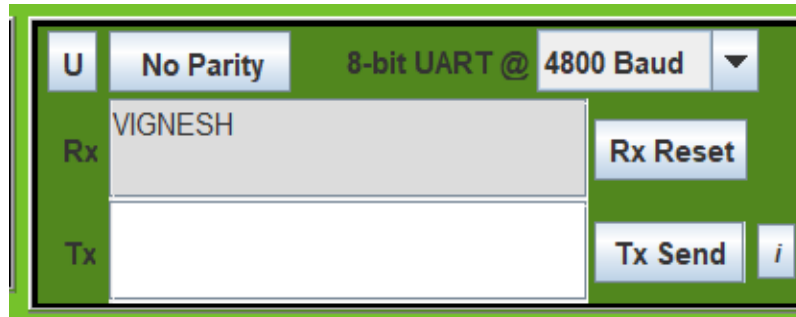 U No Parity 8-bit UART @ 4800 Baud
Rx VIGNESH Rx Reset
Tx Tx Send i